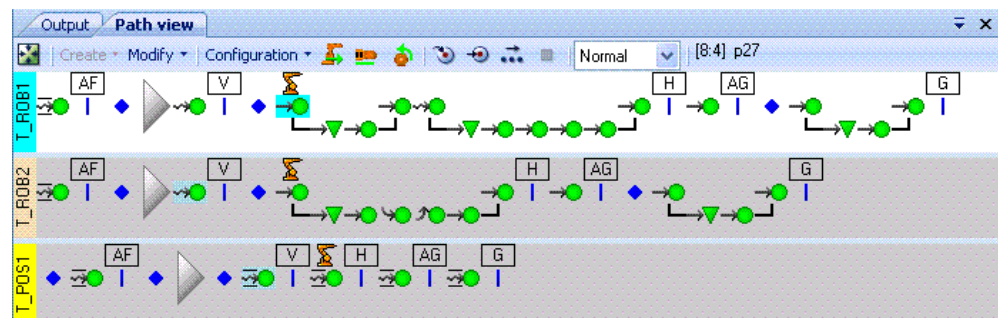 Output Path view
Create Modify Configuration Normal [8:4] p27
T_ROB1 AF V H AG G
T_ROB2 AF V H AG G
T_POS1 AF V H AG G